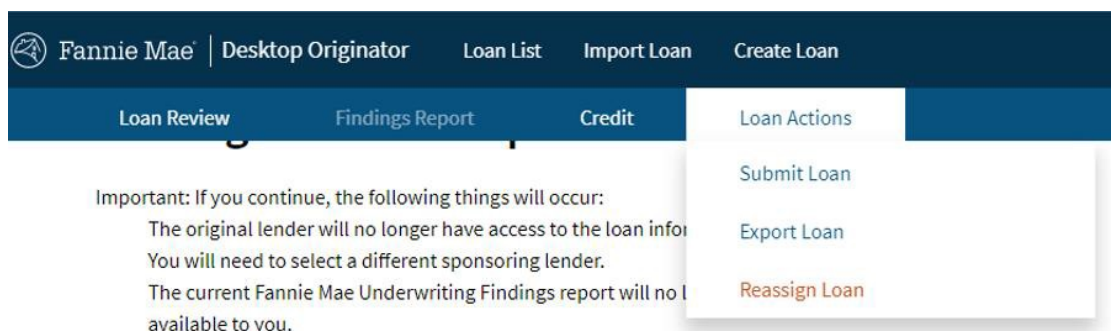 Fannie Mae | Desktop Originator Loan List Import Loan Create Loan
Loan Review Findings Report Credit Loan Actions
Submit Loan
Export Loan
Reassign Loan
Important: If you continue, the following things will occur:
The original lender will no longer have access to the loan
You will need to select a different sponsoring lender.
The current Fannie Mae Underwriting Findings report will no
available to you.